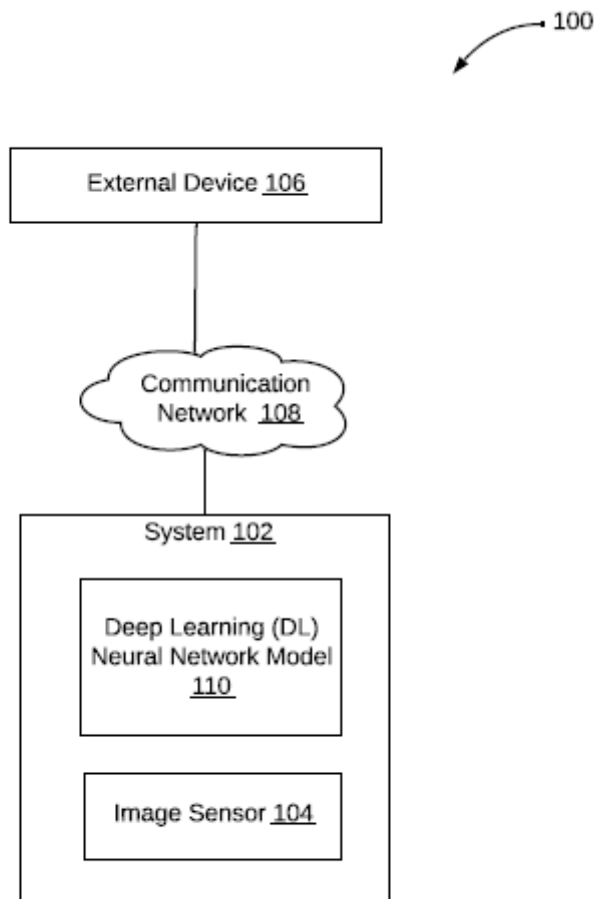 100
External Device 106
Communication
Network 108
System 102
Deep Learning (DL)
Neural Network Model
110
Image Sensor 104